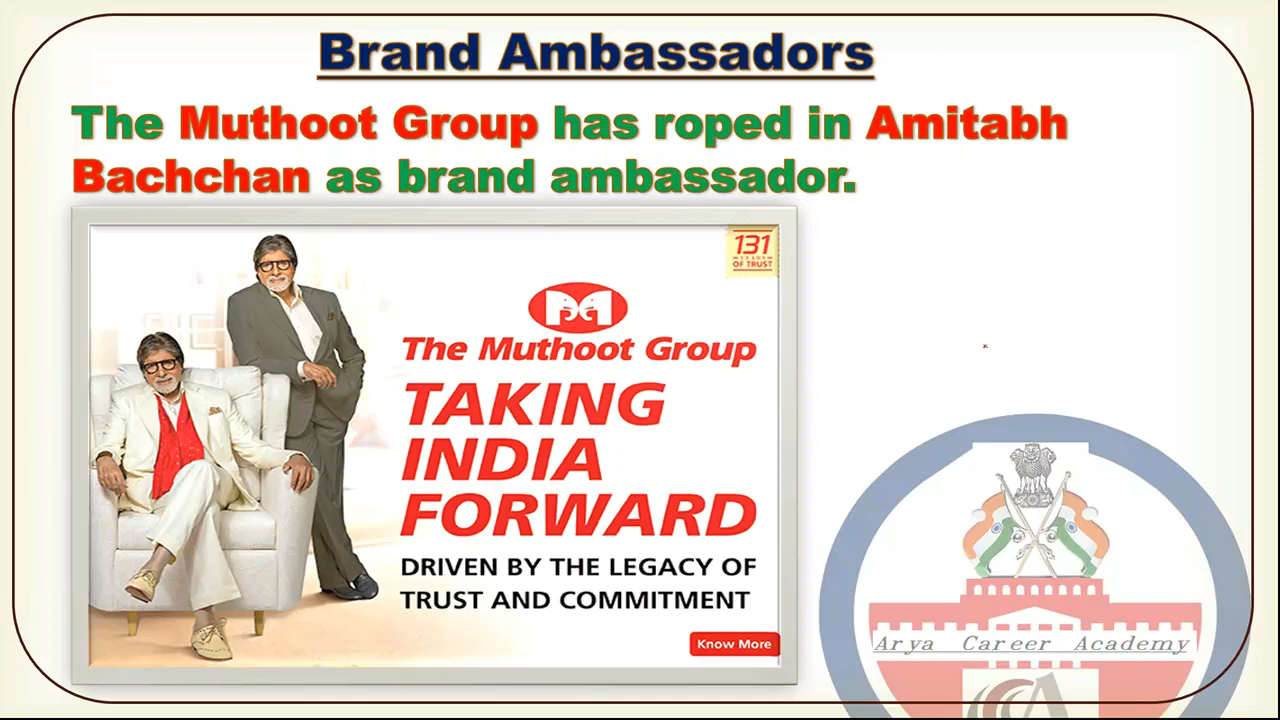 Brand Ambassadors
The Muthoot Group has roped in Amitabh
Bachchan as brand ambassador.
131
YEARS
OF TRUST
The Muthoot Group
TAKING
INDIA
FORWARD
DRIVEN BY THE LEGACY OF
TRUST AND COMMITMENT
Know More
Arya Career Academy